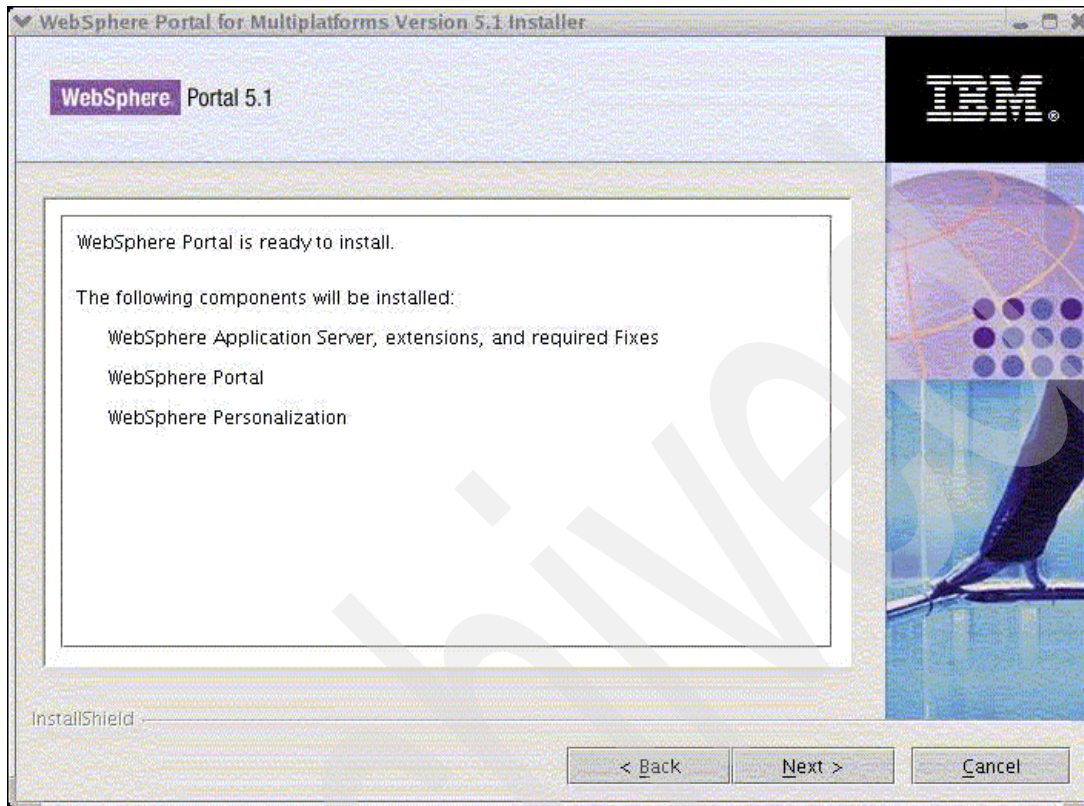 WebSphere Portal for Multiplatforms Version 5.1 Installer
WebSphere Portal 5.1
IBM®
WebSphere Portal is ready to install.
The following components will be installed:
WebSphere Application Server, extensions, and required Fixes
WebSphere Portal
WebSphere Personalization
InstallShield
< Back Next > Cancel